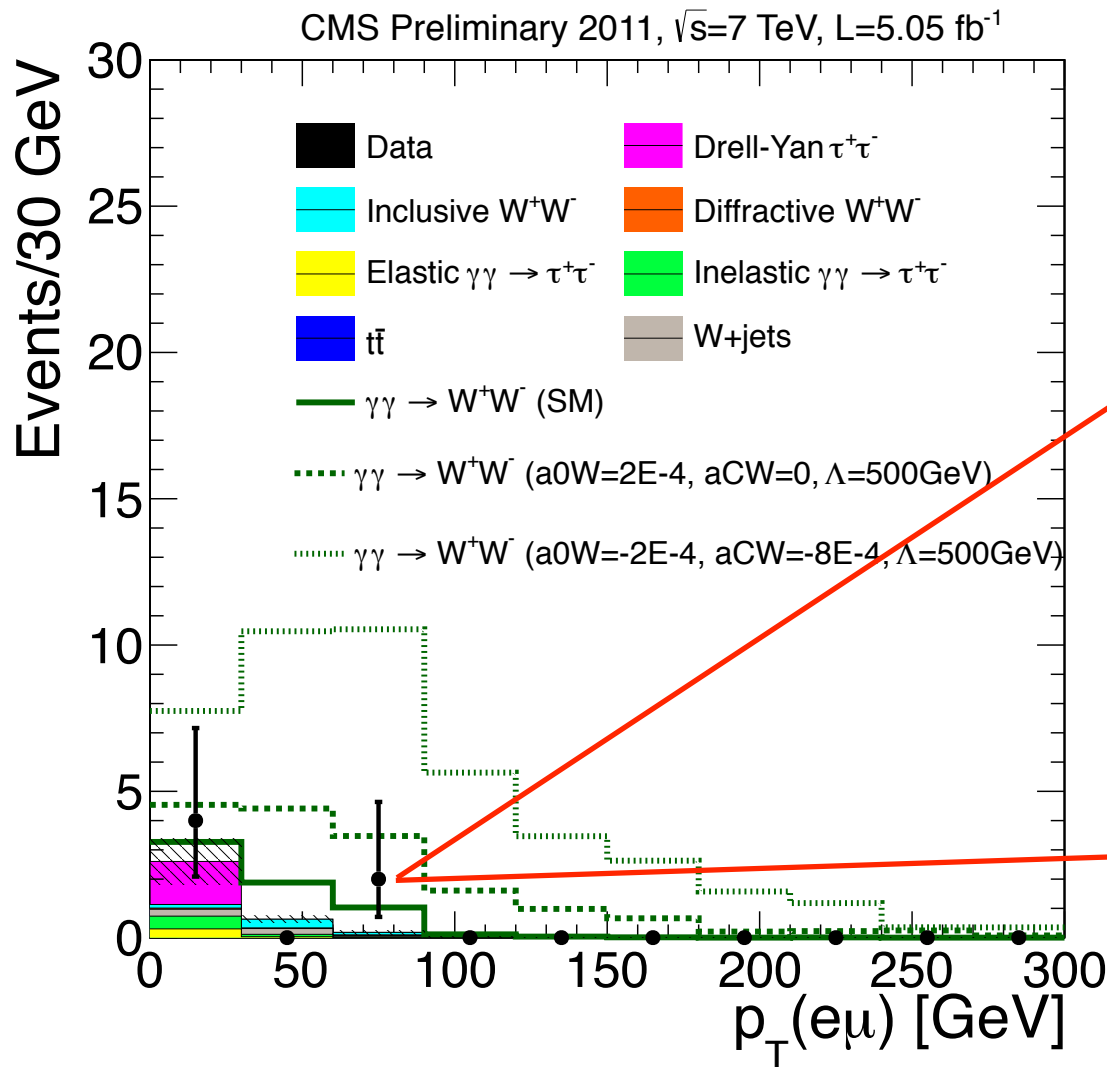 CMS Preliminary 2011, √s=7 TeV, L=5.05 fb⁻¹
Events/30 GeV
30
25
20
15
10
5
0
Data
Drell-Yan τ⁺τ⁻
Inclusive W⁺W⁻
Diffractive W⁺W⁻
Elastic γγ → τ⁺τ⁻
Inelastic γγ → τ⁺τ⁻
tt̄
W+jets
γγ → W⁺W⁻ (SM)
γγ → W⁺W⁻ (a0W=2E-4, aCW=0, Λ=500GeV)
γγ → W⁺W⁻ (a0W=-2E-4, aCW=-8E-4, Λ=500GeV)
0 50 100 150 200 250 300
p_T(eμ) [GeV]